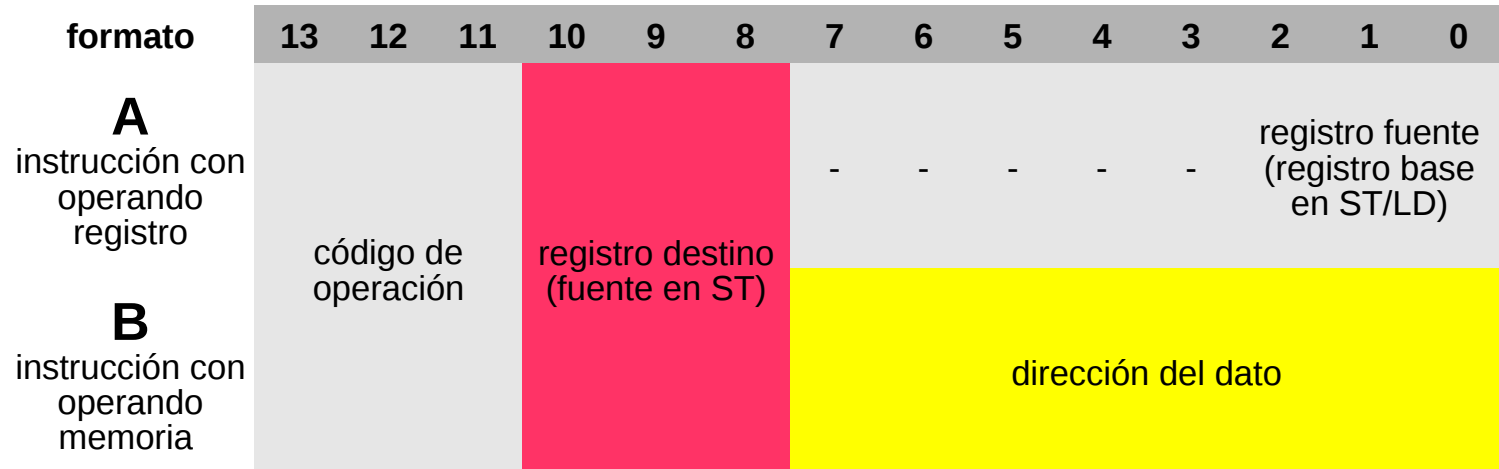 formato 13 12 11 10 9 8 7 6 5 4 3 2 1 0
A
instrucción con
operando
registro
- - - - -
registro fuente
(registro base
en ST/LD)
código de
operación
registro destino
(fuente en ST)
B
instrucción con
operando
memoria
dirección del dato